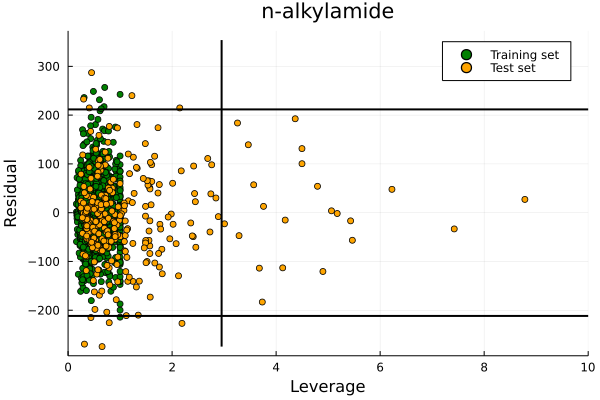 n-alkylamide
Training set
Test set
Residual
300
200
100
0
−100
−200
0
2
4
6
8
10
Leverage